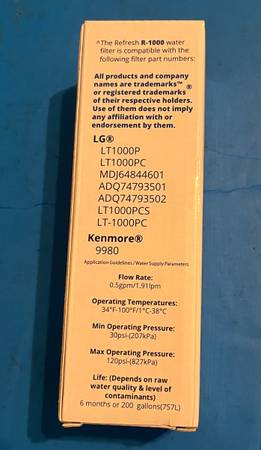 ^The Refresh R-1000 water
filter is compatible with the
following filter part numbers:
All products and company
names are trademarks™
or registered trademarks ®
of their respective holders.
Use of them does not imply
any affiliation with or
endorsement by them.
LG®
LT1000P
LT1000PC
MDJ64844601
ADQ74793501
ADQ74793502
LT1000PCS
LT-1000PC
Kenmore®
9980
Application Guidelines / Water Supply Parameters
Flow Rate:
0.5gpm/1.91lpm
Operating Temperatures:
34°F-100°F/1°C-38°C
Min Operating Pressure:
30psi-(207kPa)
Max Operating Pressure:
120psi-(827kPa)
Life: (Depends on raw
water quality & level of
contaminants)
6 months or 200 gallons(757L)